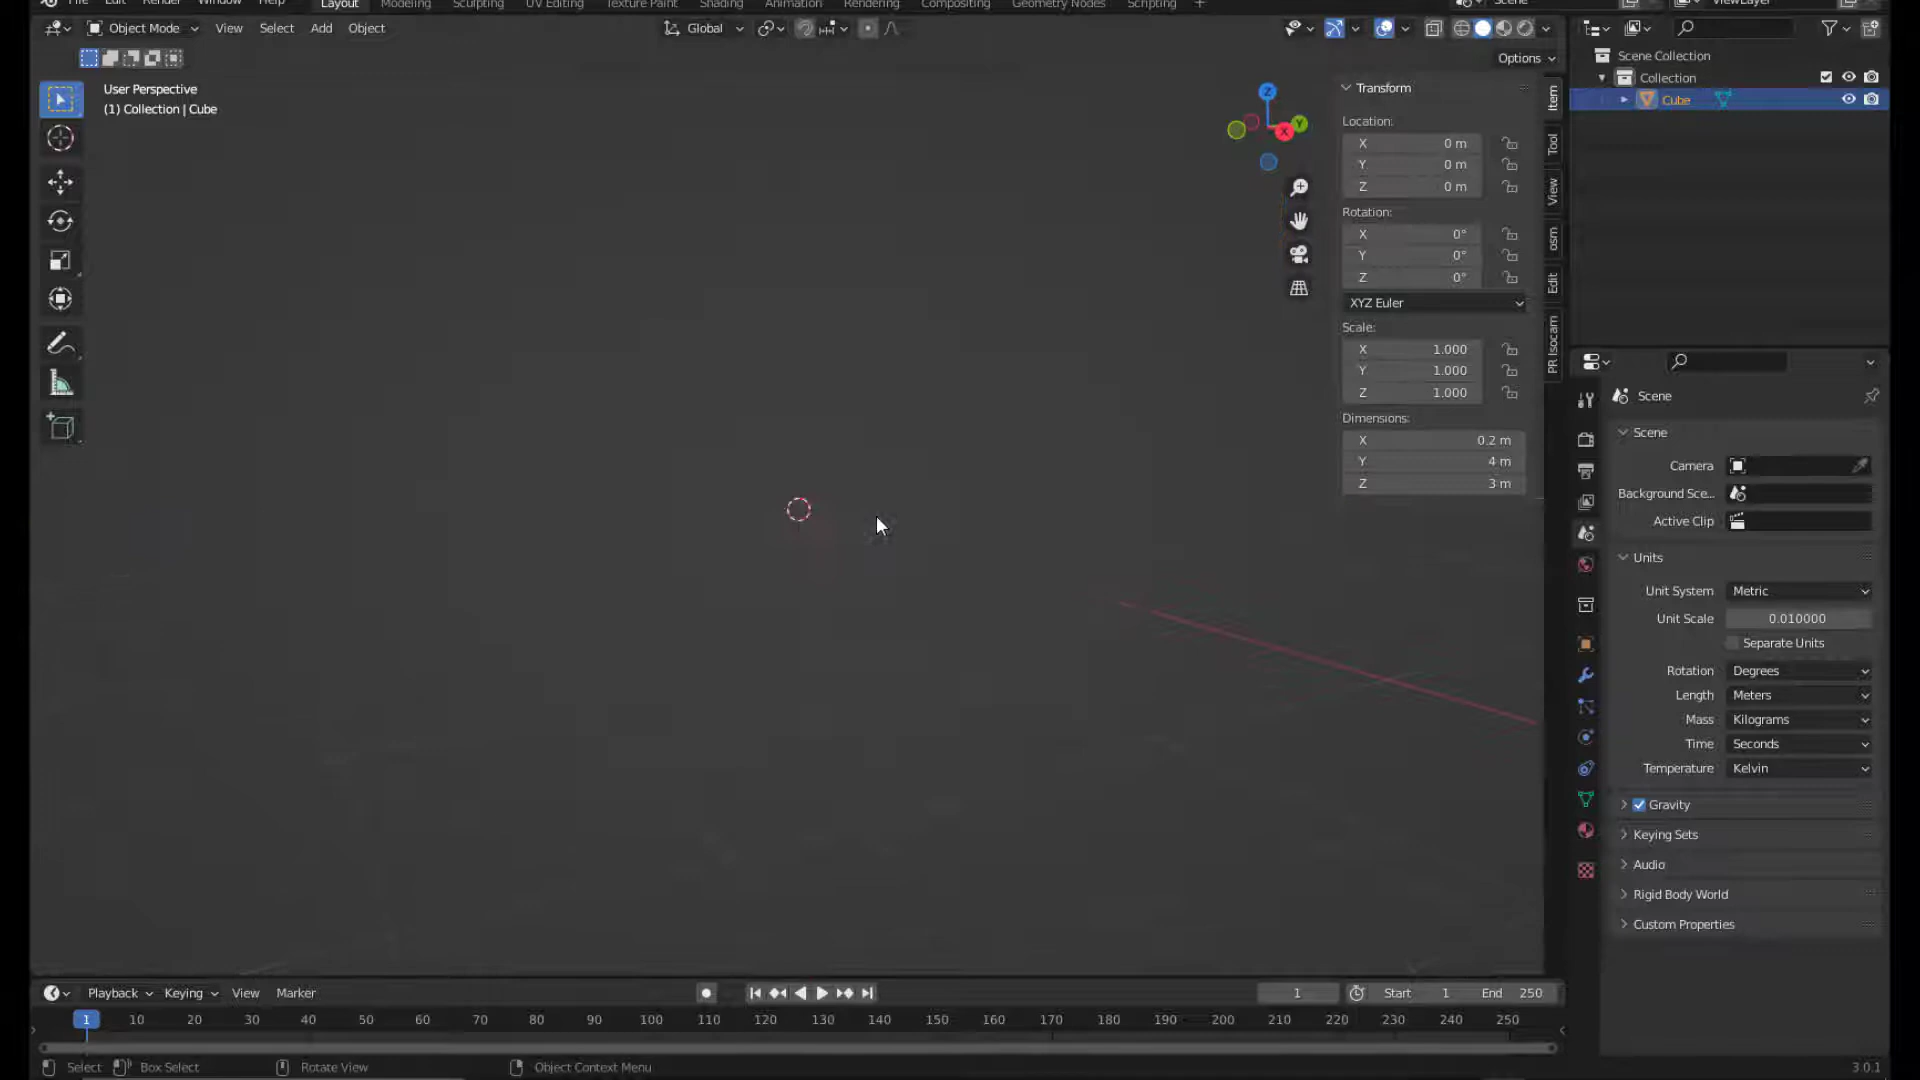 File Edit Render Window Help Layout Modeling Sculpting UV Editing Texture Paint Shading Animation Rendering Compositing Geometry Nodes Scripting + Scene ViewLayer
Object Mode View Select Add Object Global
Options
User Perspective
(1) Collection | Cube
Transform
Location:
X 0 m
Y 0 m
Z 0 m
Rotation:
X 0°
Y 0°
Z 0°
XYZ Euler
Scale:
X 1.000
Y 1.000
Z 1.000
Dimensions:
X 0.2 m
Y 4 m
Z 3 m
Z
Y
X
Item
Tool
View
osm
Edit
PR Isocam
Scene Collection
Collection
Cube
Scene
Scene
Camera
Background Sce...
Active Clip
Units
Unit System Metric
Unit Scale 0.010000
Separate Units
Rotation Degrees
Length Meters
Mass Kilograms
Time Seconds
Temperature Kelvin
Gravity
Keying Sets
Audio
Rigid Body World
Custom Properties
Playback Keying View Marker 1 Start 1 End 250
1 10 20 30 40 50 60 70 80 90 100 110 120 130 140 150 160 170 180 190 200 210 220 230 240 250
Select Box Select Rotate View Object Context Menu 3.0.1